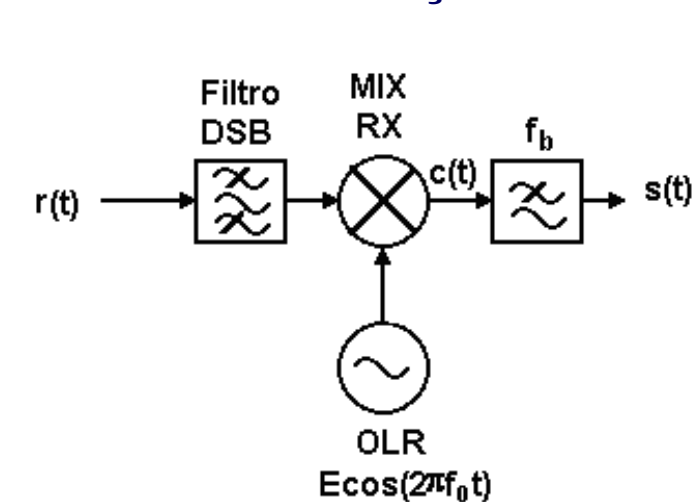 Filtro
DSB
MIX
RX
f_b
r(t)
c(t)
s(t)
OLR
Ecos(2πf₀t)